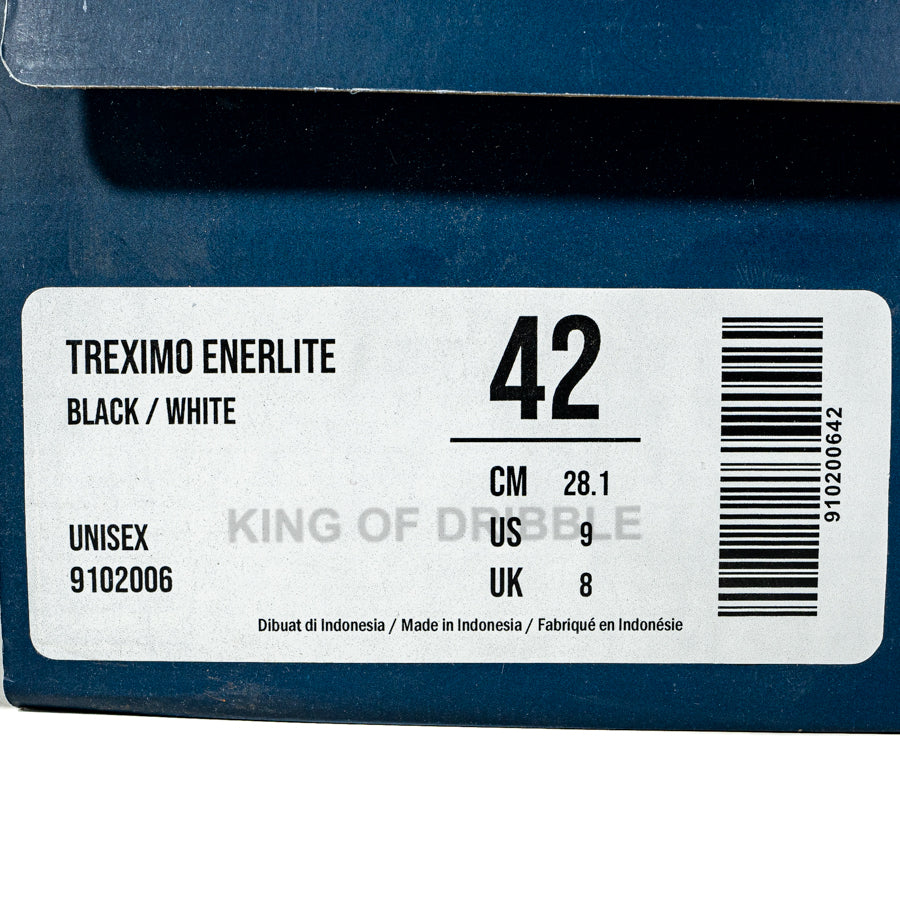 TREXIMO ENERLITE
BLACK / WHITE
UNISEX
9102006
42
CM 28.1
US 9
UK 8
KING OF DRIBBLE
Dibuat di Indonesia / Made in Indonesia / Fabriqué en Indonésie
910200642